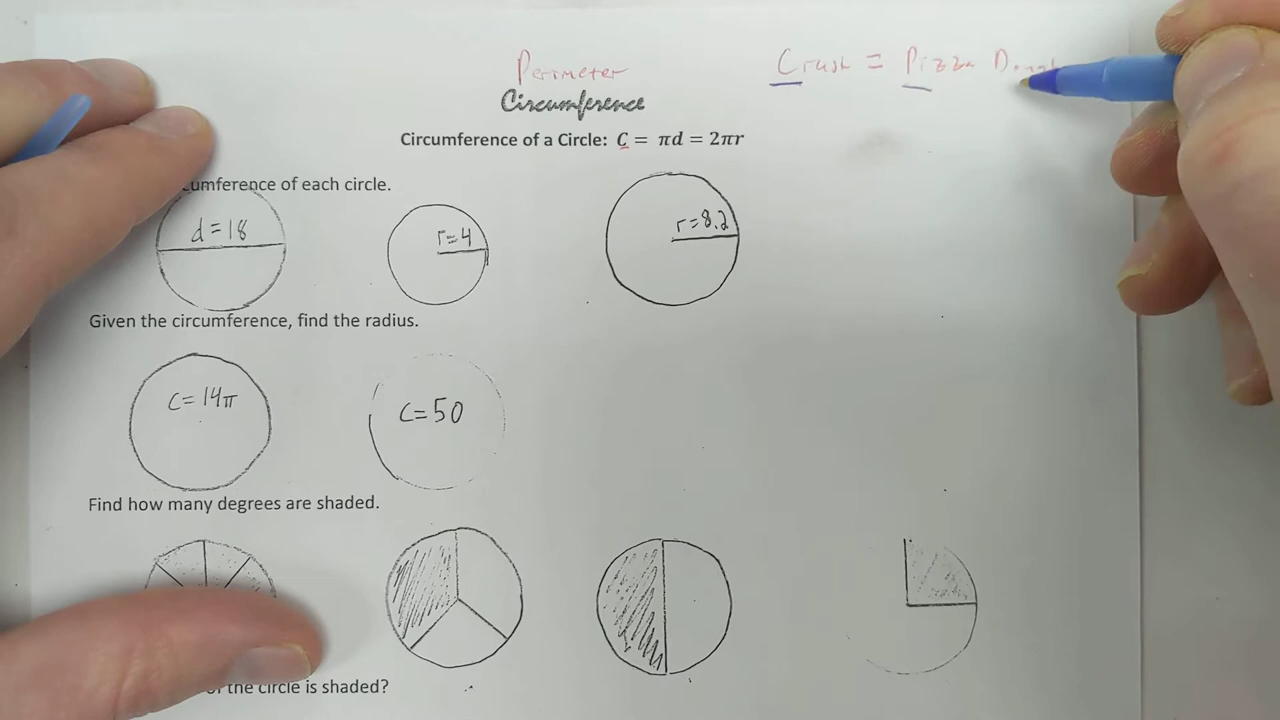 Perimeter
Crust = Pizza
Circumference
Circumference of a Circle: C = πd = 2πr
cumference of each circle.
d=18
r=4
r=8.2
Given the circumference, find the radius.
C=14π
C=50
Find how many degrees are shaded.
the circle is shaded?